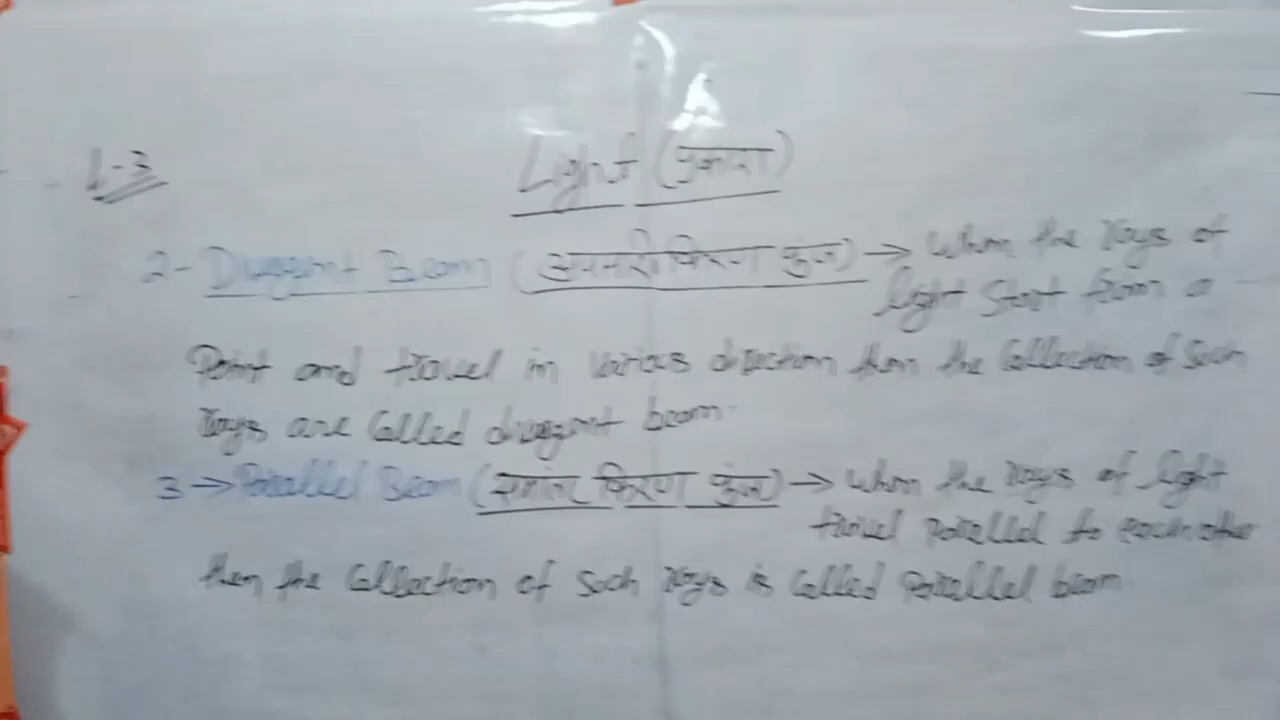 L-3
Light (प्रकाश)
2- Divergent Beam (अपसारी किरण पुंज) → When the rays of
light start from a
Point and travel in various direction then the Collection of Such
rays are Called divergent beam.
3 → Parallel Beam (समांतर किरण पुंज) → When the rays of light
travel parallel to each other
then the Collection of Such rays is Called Parallel beam.